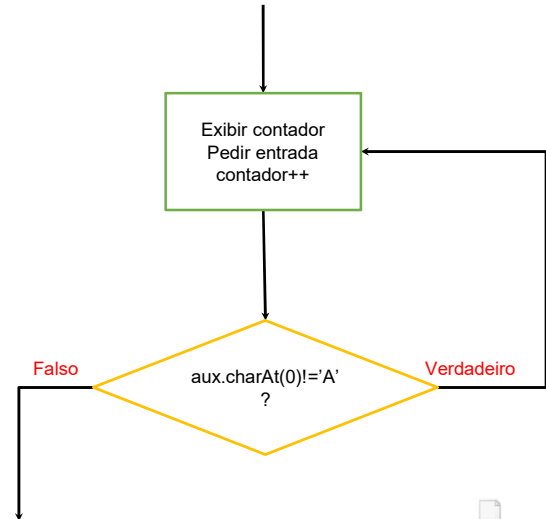 Exibir contador
Pedir entrada
contador++
Falso
Verdadeiro
aux.charAt(0)!=’A’
?